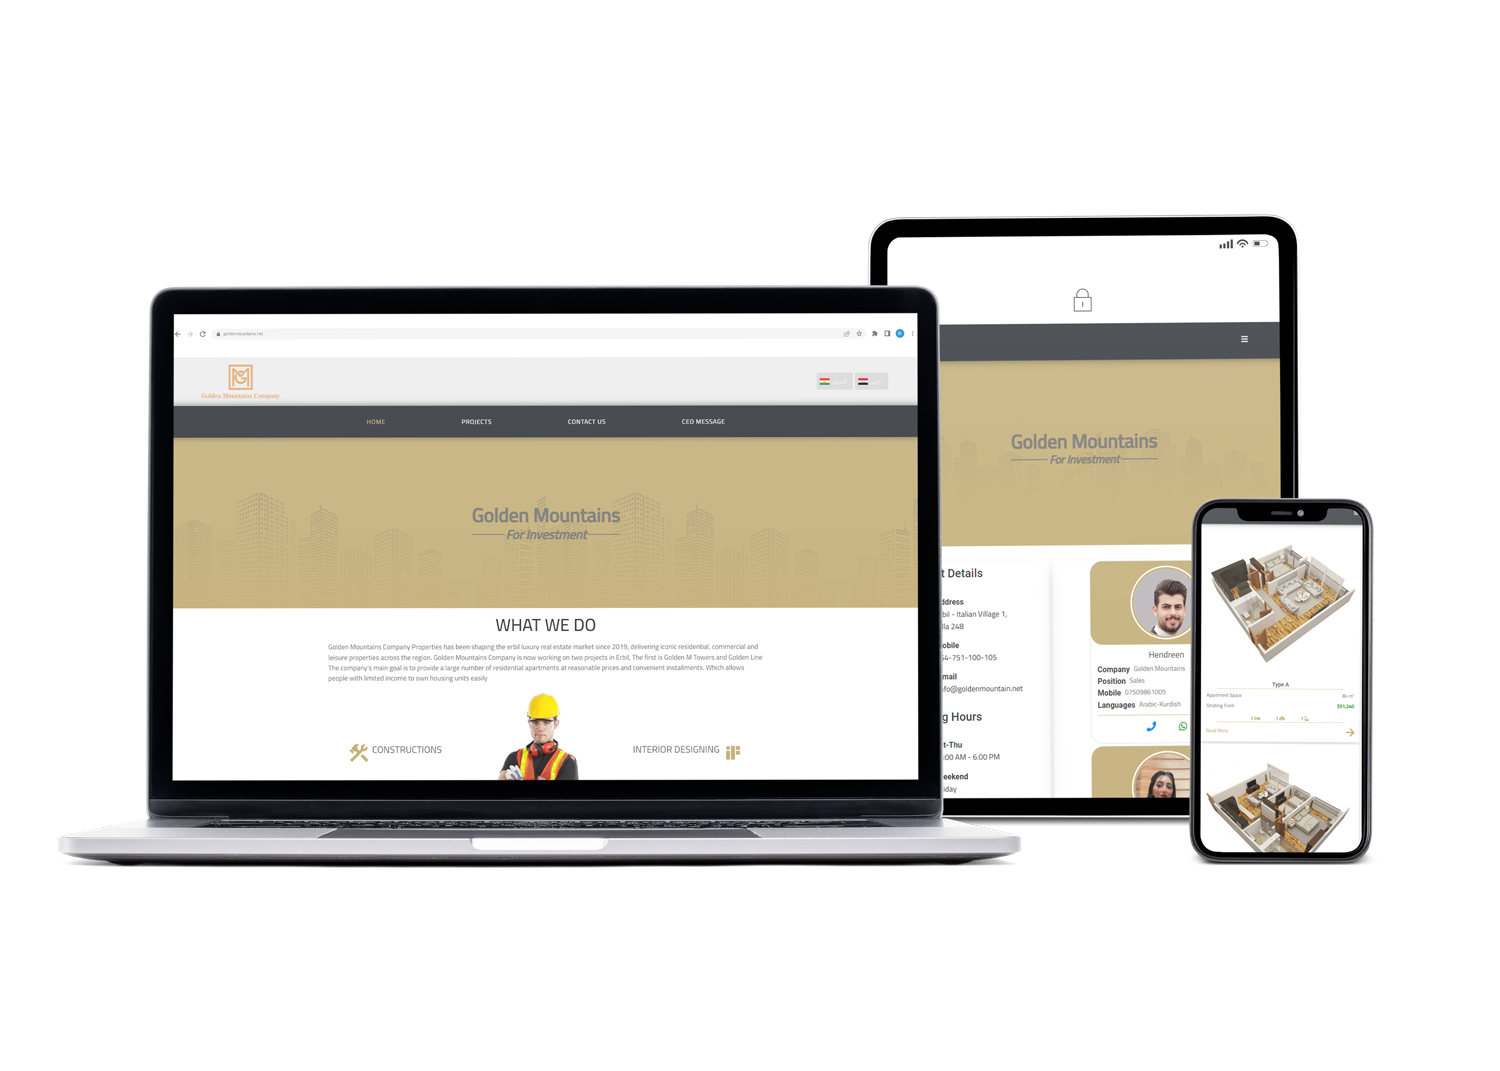 goldenmountains.net
Golden Mountains Company
HOME
PROJECTS
CONTACT US
CEO MESSAGE
Golden Mountains
For Investment
WHAT WE DO
Golden Mountains Company Properties has been shaping the erbil luxury real estate market since 2019, delivering iconic residential, commercial and
leisure properties across the region. Golden Mountains Company is now working on two projects in Erbil, The first is Golden M Towers and Golden Line
The company's main goal is to provide a large number of residential apartments at reasonable prices and convenient installments. Which allows
people with limited income to own housing units easily
CONSTRUCTIONS
INTERIOR DESIGNING
Golden Mountains
For Investment
t Details
ddress
bil - Italian Village 1,
lla 248
obile
64-751-100-105
mail
nfo@goldenmountain.net
g Hours
t-Thu
:00 AM - 6:00 PM
eekend
iday
Hendreen
Company Golden Mountains
Position Sales
Mobile 07509861005
Languages Arabic-Kurdish
Type A
Apartment Space
m²
Strating From
$51,240
Read More